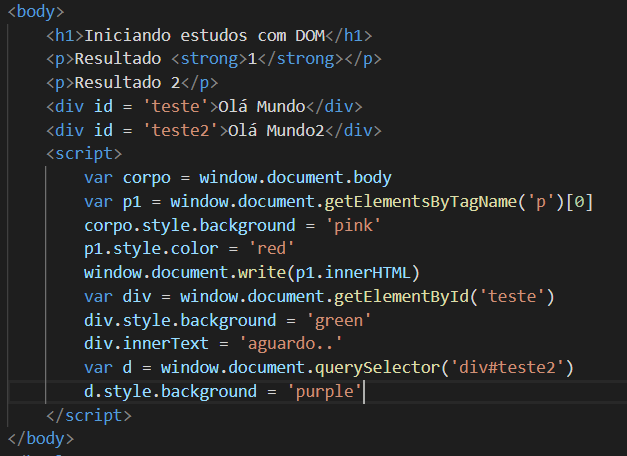 <body>
<h1>Iniciando estudos com DOM</h1>
<p>Resultado <strong>1</strong></p>
<p>Resultado 2</p>
<div id = 'teste'>Olá Mundo</div>
<div id = 'teste2'>Olá Mundo2</div>
<script>
var corpo = window.document.body
var p1 = window.document.getElementsByTagName('p')[0]
corpo.style.background = 'pink'
p1.style.color = 'red'
window.document.write(p1.innerHTML)
var div = window.document.getElementById('teste')
div.style.background = 'green'
div.innerText = 'aguardo..'
var d = window.document.querySelector('div#teste2')
d.style.background = 'purple'
</script>
</body>